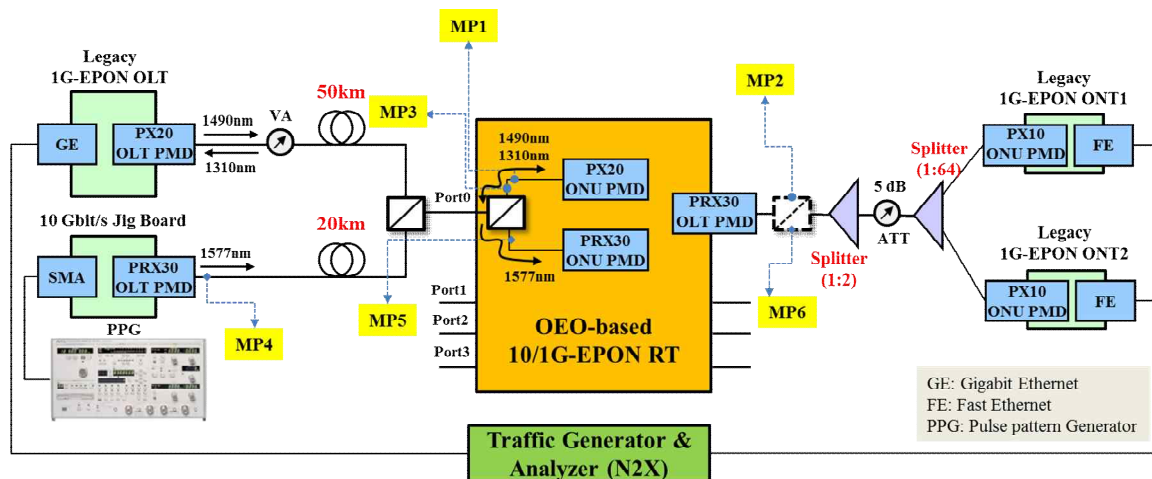 MP1
Legacy
1G-EPON OLT
GE
PX20
OLT PMD
1490nm
1310nm
VA
50km
MP3
MP2
Legacy
1G-EPON ONT1
PX10
ONU PMD
FE
1490nm
1310nm
PX20
ONU PMD
Port0
PRX30
OLT PMD
Splitter
(1:64)
5 dB
ATT
10 Gbit/s Jig Board
SMA
PRX30
OLT PMD
1577nm
20km
PRX30
ONU PMD
1577nm
Splitter
(1:2)
Legacy
1G-EPON ONT2
PX10
ONU PMD
FE
PPG
MP4
MP5
MP6
Port1
Port2
Port3
OEO-based
10/1G-EPON RT
GE: Gigabit Ethernet
FE: Fast Ethernet
PPG: Pulse pattern Generator
Traffic Generator &
Analyzer (N2X)